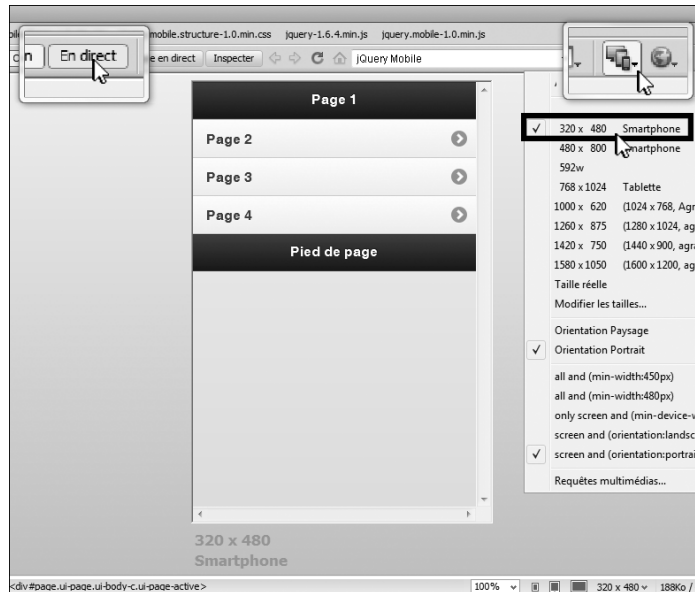 mobile.structure-1.0.min.css jquery-1.6.4.min.js jquery.mobile-1.0.min.js
En direct
en direct Inspecter jQuery Mobile
Page 1
Page 2
Page 3
Page 4
Pied de page
320 x 480
Smartphone
320 x 480 Smartphone
480 x 800 Smartphone
592w
768 x 1024 Tablette
1000 x 620 (1024 x 768, Agr
1260 x 875 (1280 x 1024, ag
1420 x 750 (1440 x 900, agra
1580 x 1050 (1600 x 1200, ag
Taille réelle
Modifier les tailles...
Orientation Paysage
Orientation Portrait
all and (min-width:450px)
all and (min-width:480px)
only screen and (min-device-w
screen and (orientation:landsc
screen and (orientation:portrai
Requêtes multimédias...
<div#page.ui-page.ui-body-c.ui-page-active> 100% 320 x 480 188Ko /